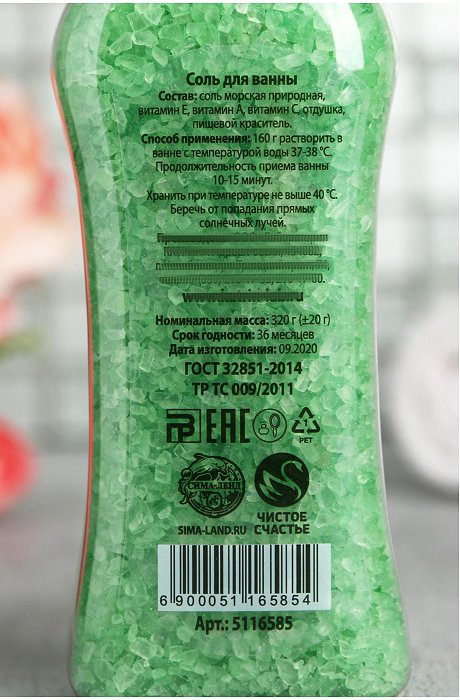 Соль для ванны
Состав: соль морская природная,
витамин Е, витамин А, витамин С, отдушка,
пищевой краситель.
Способ применения: 160 г растворить в
ванне с температурой воды 37-38 °С.
Продолжительность приема ванны
10-15 минут.
Хранить при температуре не выше 40 °С.
Беречь от попадания прямых
солнечных лучей.
Номинальная масса: 320 г (±20 г)
Срок годности: 36 месяцев
Дата изготовления: 09.2020
ГОСТ 32851-2014
ТР ТС 009/2011
ЕАС
1
PET
СИМА-ЛЕНД
SIMA-LAND.RU
ЧИСТОЕ
СЧАСТЬЕ
6 900051 165854
Арт.: 5116585